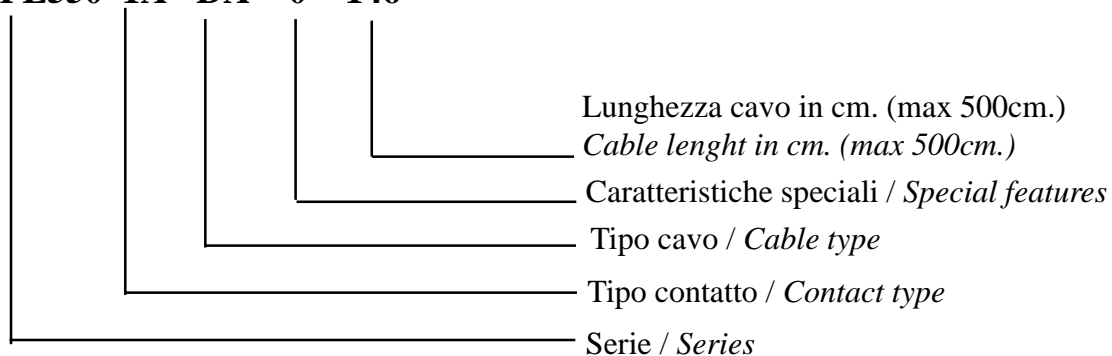 Lunghezza cavo in cm. (max 500cm.)
Cable lenght in cm. (max 500cm.)
Caratteristiche speciali / Special features
Tipo cavo / Cable type
Tipo contatto / Contact type
Serie / Series